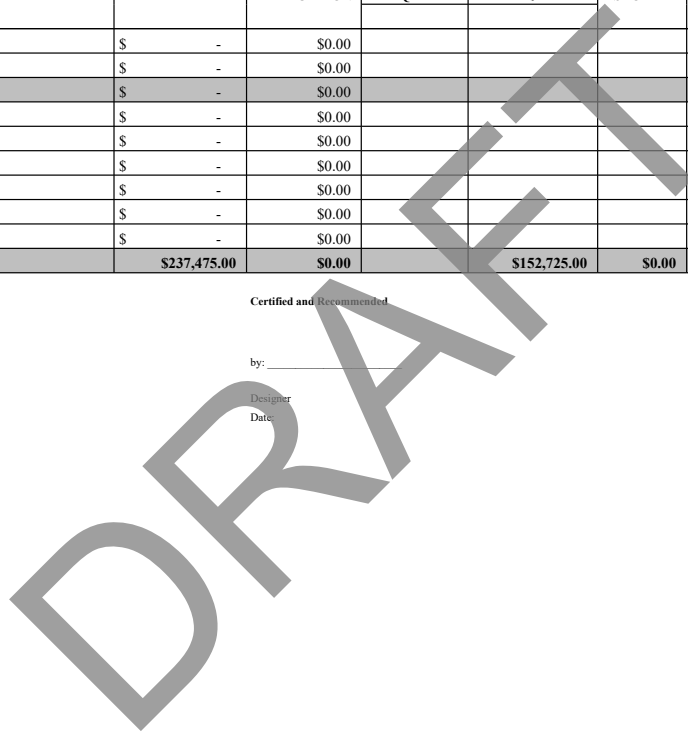 $ - $0.00
$ - $0.00
$ - $0.00
$ - $0.00
$ - $0.00
$ - $0.00
$ - $0.00
$ - $0.00
$ - $0.00
$237,475.00 $0.00 $152,725.00 $0.00
Certified and Recommended
by: _________________________
Designer
Date:
DRAFT